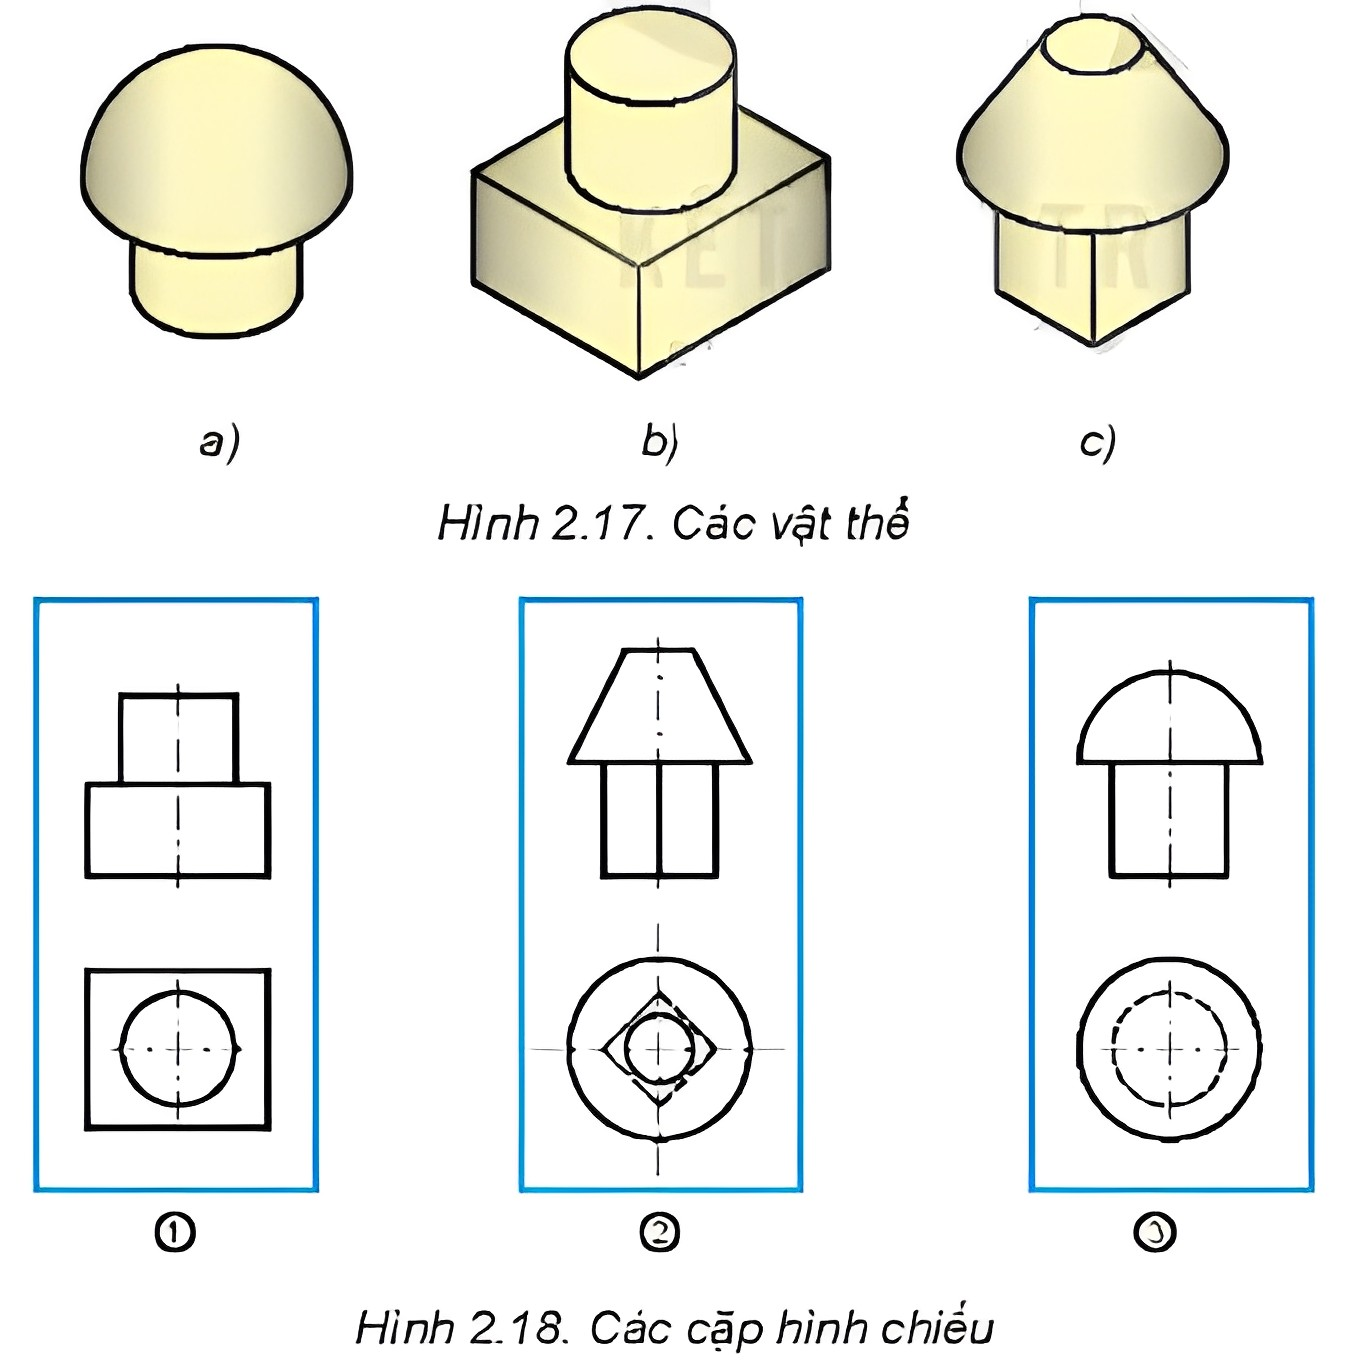 a)
b)
c)
Hình 2.17. Các vật thể
1
2
3
Hình 2.18. Các cặp hình chiếu